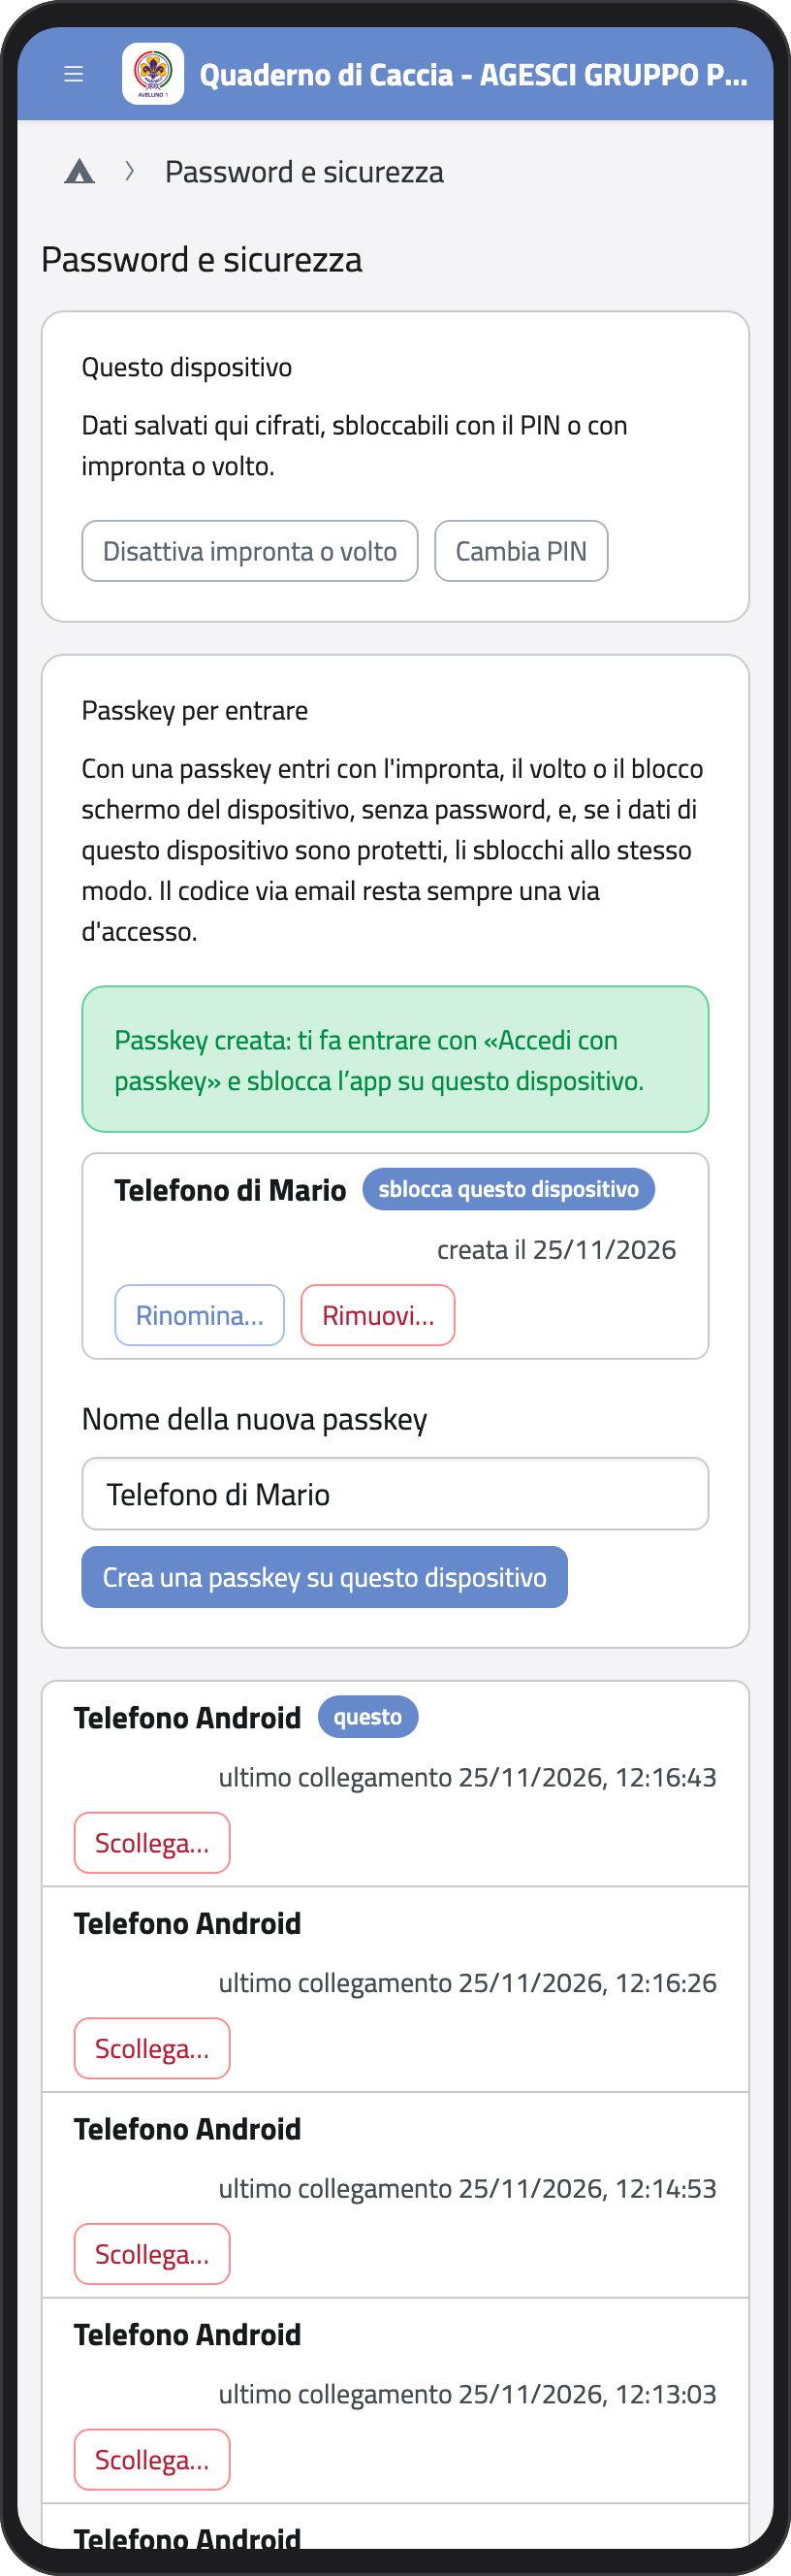 Quaderno di Caccia - AGESCI GRUPPO P...
AVELLINO 1
Password e sicurezza
Password e sicurezza
Questo dispositivo
Dati salvati qui cifrati, sbloccabili con il PIN o con
impronta o volto.
Disattiva impronta o volto
Cambia PIN
Passkey per entrare
Con una passkey entri con l'impronta, il volto o il blocco
schermo del dispositivo, senza password, e, se i dati di
questo dispositivo sono protetti, li sblocchi allo stesso
modo. Il codice via email resta sempre una via
d'accesso.
Passkey creata: ti fa entrare con «Accedi con
passkey» e sblocca l’app su questo dispositivo.
Telefono di Mario sblocca questo dispositivo
creata il 25/11/2026
Rinomina...
Rimuovi...
Nome della nuova passkey
Telefono di Mario
Crea una passkey su questo dispositivo
Telefono Android questo
ultimo collegamento 25/11/2026, 12:16:43
Scollega...
Telefono Android
ultimo collegamento 25/11/2026, 12:16:26
Scollega...
Telefono Android
ultimo collegamento 25/11/2026, 12:14:53
Scollega...
Telefono Android
ultimo collegamento 25/11/2026, 12:13:03
Scollega...
Telefono Android